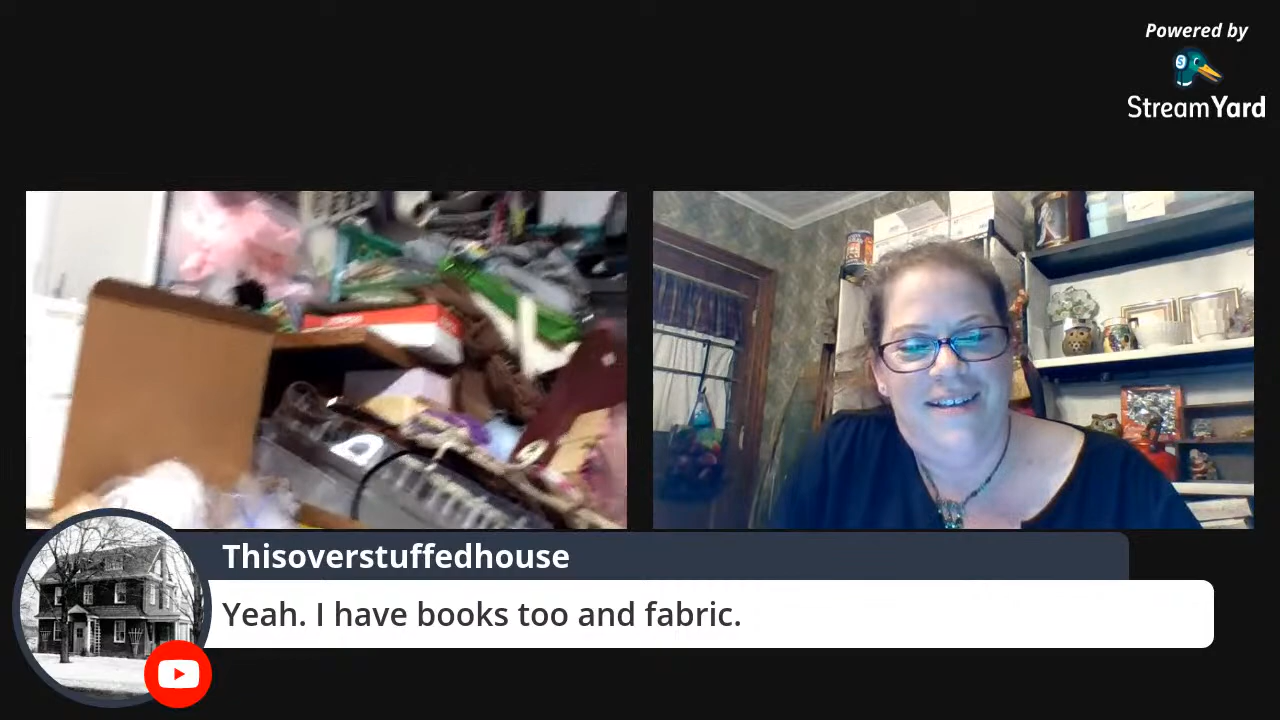 Powered by
StreamYard
Thisoverstuffedhouse
Yeah. I have books too and fabric.